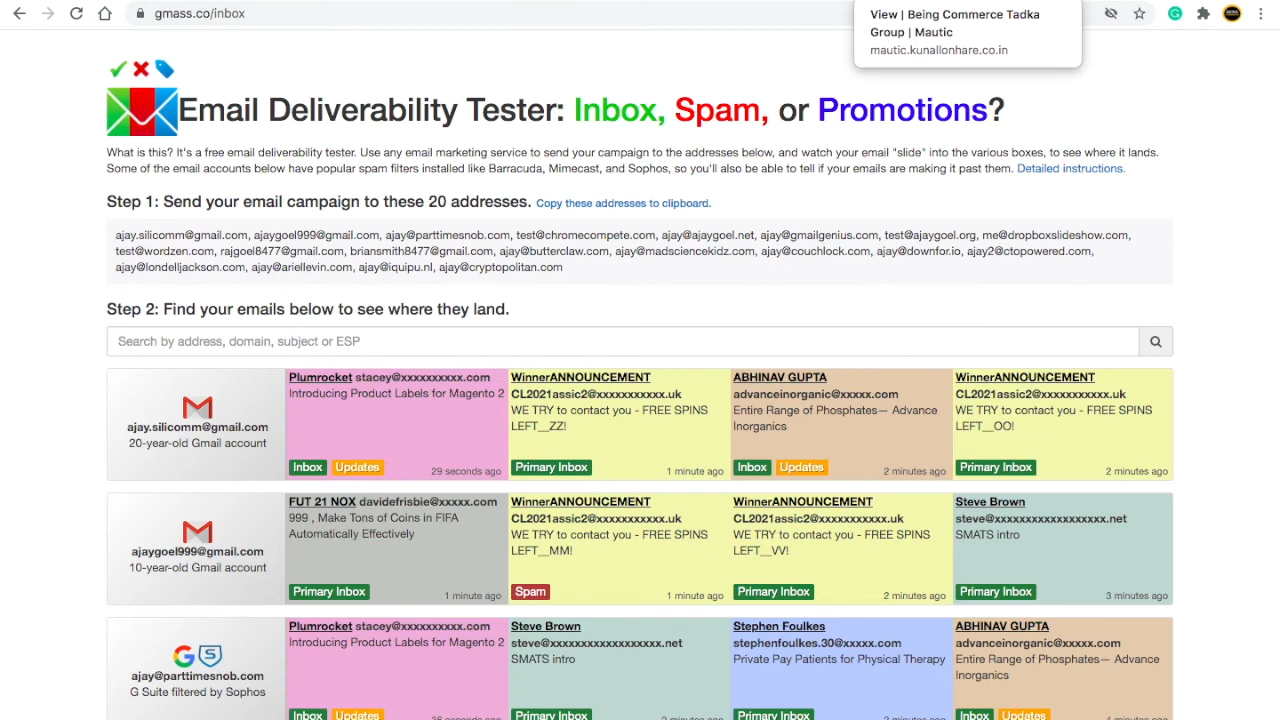 gmass.co/inbox
View | Being Commerce Tadka
Group | Mautic
mautic.kunallonhare.co.in
Email Deliverability Tester: Inbox, Spam, or Promotions?
What is this? It's a free email deliverability tester. Use any email marketing service to send your campaign to the addresses below, and watch your email "slide" into the various boxes, to see where it lands.
Some of the email accounts below have popular spam filters installed like Barracuda, Mimecast, and Sophos, so you'll also be able to tell if your emails are making it past them. Detailed instructions.
Step 1: Send your email campaign to these 20 addresses. Copy these addresses to clipboard.
ajay.silicomm@gmail.com, ajaygoel999@gmail.com, ajay@parttimesnob.com, test@chromecompete.com, ajay@ajaygoel.net, ajay@gmailgenius.com, test@ajaygoel.org, me@dropboxslideshow.com,
test@wordzen.com, rajgoel8477@gmail.com, briansmith8477@gmail.com, ajay@butterclaw.com, ajay@madsciencekidz.com, ajay@couchlock.com, ajay@downfor.io, ajay2@ctopowered.com,
ajay@londelljackson.com, ajay@ariellevin.com, ajay@iquipu.nl, ajay@cryptopolitan.com
Step 2: Find your emails below to see where they land.
Search by address, domain, subject or ESP
ajay.silicomm@gmail.com
20-year-old Gmail account
Plumrocket stacey@xxxxxxxxxx.com
Introducing Product Labels for Magento 2
Inbox Updates 29 seconds ago
WinnerANNOUNCEMENT
CL2021assic2@xxxxxxxxxxx.uk
WE TRY to contact you - FREE SPINS
LEFT__ZZ!
Primary Inbox 1 minute ago
ABHINAV GUPTA
advanceinorganic@xxxxx.com
Entire Range of Phosphates— Advance
Inorganics
Inbox Updates 2 minutes ago
WinnerANNOUNCEMENT
CL2021assic2@xxxxxxxxxxx.uk
WE TRY to contact you - FREE SPINS
LEFT__OO!
Primary Inbox 2 minutes ago
ajaygoel999@gmail.com
10-year-old Gmail account
FUT 21 NOX davidefrisbie@xxxxx.com
999 , Make Tons of Coins in FIFA
Automatically Effectively
Primary Inbox 1 minute ago
WinnerANNOUNCEMENT
CL2021assic2@xxxxxxxxxxx.uk
WE TRY to contact you - FREE SPINS
LEFT__MM!
Spam 1 minute ago
WinnerANNOUNCEMENT
CL2021assic2@xxxxxxxxxxx.uk
WE TRY to contact you - FREE SPINS
LEFT__VV!
Primary Inbox 2 minutes ago
Steve Brown
steve@xxxxxxxxxxxxxxxxxx.net
SMATS intro
Primary Inbox 3 minutes ago
ajay@parttimesnob.com
G Suite filtered by Sophos
Plumrocket stacey@xxxxxxxxxx.com
Introducing Product Labels for Magento 2
Inbox Updates 36 seconds ago
Steve Brown
steve@xxxxxxxxxxxxxxxxxx.net
SMATS intro
Primary Inbox 2 minutes ago
Stephen Foulkes
stephenfoulkes.30@xxxxx.com
Private Pay Patients for Physical Therapy
Primary Inbox
ABHINAV GUPTA
advanceinorganic@xxxxx.com
Entire Range of Phosphates— Advance
Inorganics
Inbox Updates 4 minutes ago